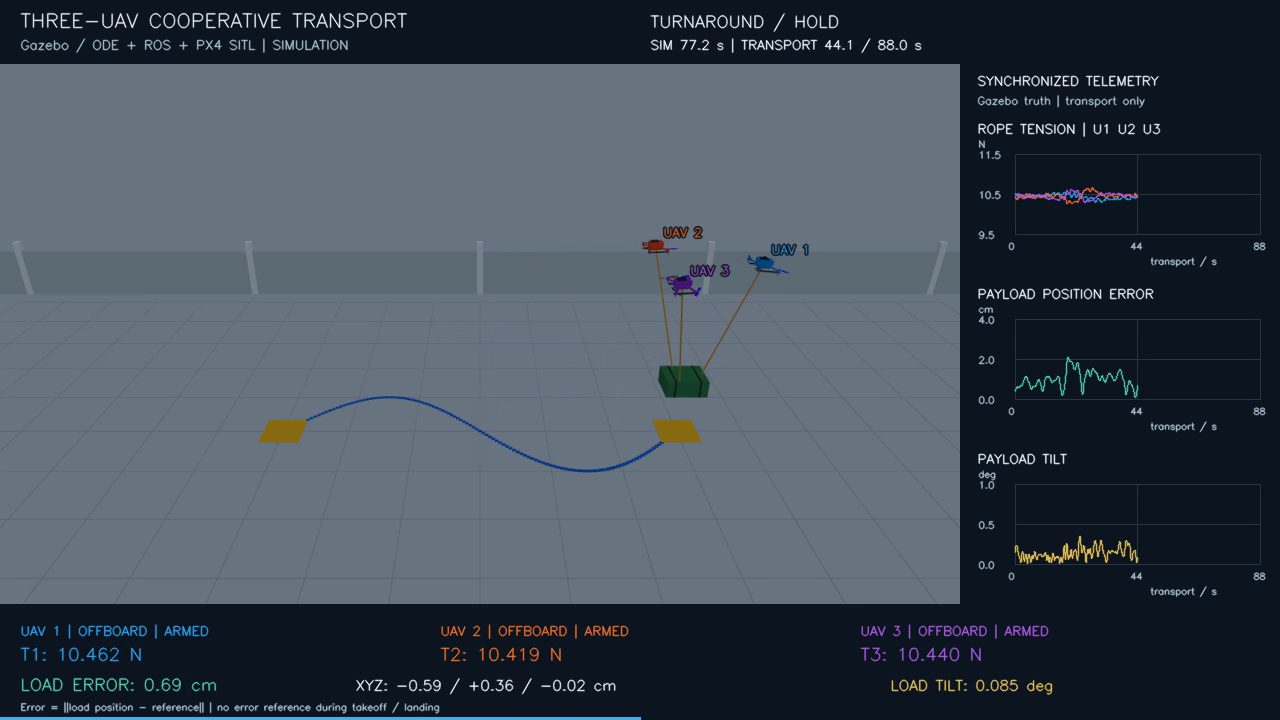 THREE-UAV COOPERATIVE TRANSPORT
Gazebo / ODE + ROS + PX4 SITL | SIMULATION
TURNAROUND / HOLD
SIM 77.2 s | TRANSPORT 44.1 / 88.0 s
UAV 2
UAV 1
UAV 3
SYNCHRONIZED TELEMETRY
Gazebo truth | transport only
ROPE TENSION | U1 U2 U3
N
11.5
10.5
9.5
0 44 88
transport / s
PAYLOAD POSITION ERROR
cm
4.0
2.0
0.0
0 44 88
transport / s
PAYLOAD TILT
deg
1.0
0.5
0.0
0 44 88
transport / s
UAV 1 | OFFBOARD | ARMED
T1: 10.462 N
UAV 2 | OFFBOARD | ARMED
T2: 10.419 N
UAV 3 | OFFBOARD | ARMED
T3: 10.440 N
LOAD ERROR: 0.69 cm
XYZ: -0.59 / +0.36 / -0.02 cm
LOAD TILT: 0.085 deg
Error = ||load position - reference|| | no error reference during takeoff / landing